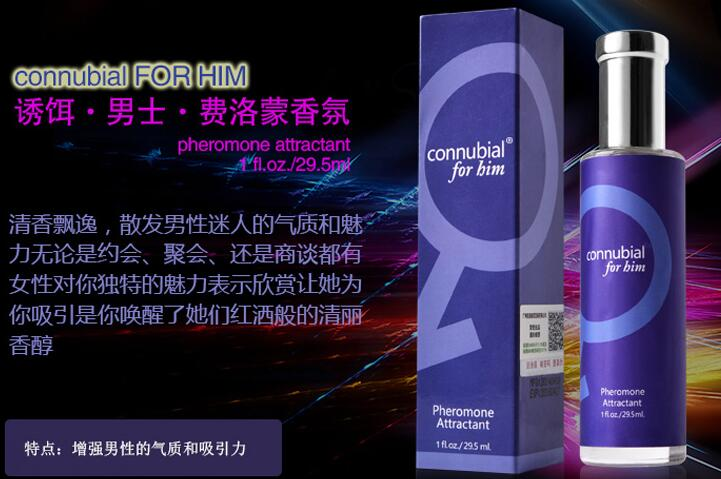 connubial FOR HIM
诱饵·男士·费洛蒙香氛
pheromone attractant
1 fl.oz./29.5ml
清香飘逸，散发男性迷人的气质和魅
力无论是约会、聚会、还是商谈都有
女性对你独特的魅力表示欣赏让她为
你吸引是你唤醒了她们红酒般的清丽
香醇
特点：增强男性的气质和吸引力
connubial®
for him
Pheromone
Attractant
1 fl.oz./29.5 ml.
connubial
for him
Pheromone
Attractant
1 fl.oz./29.5ml.